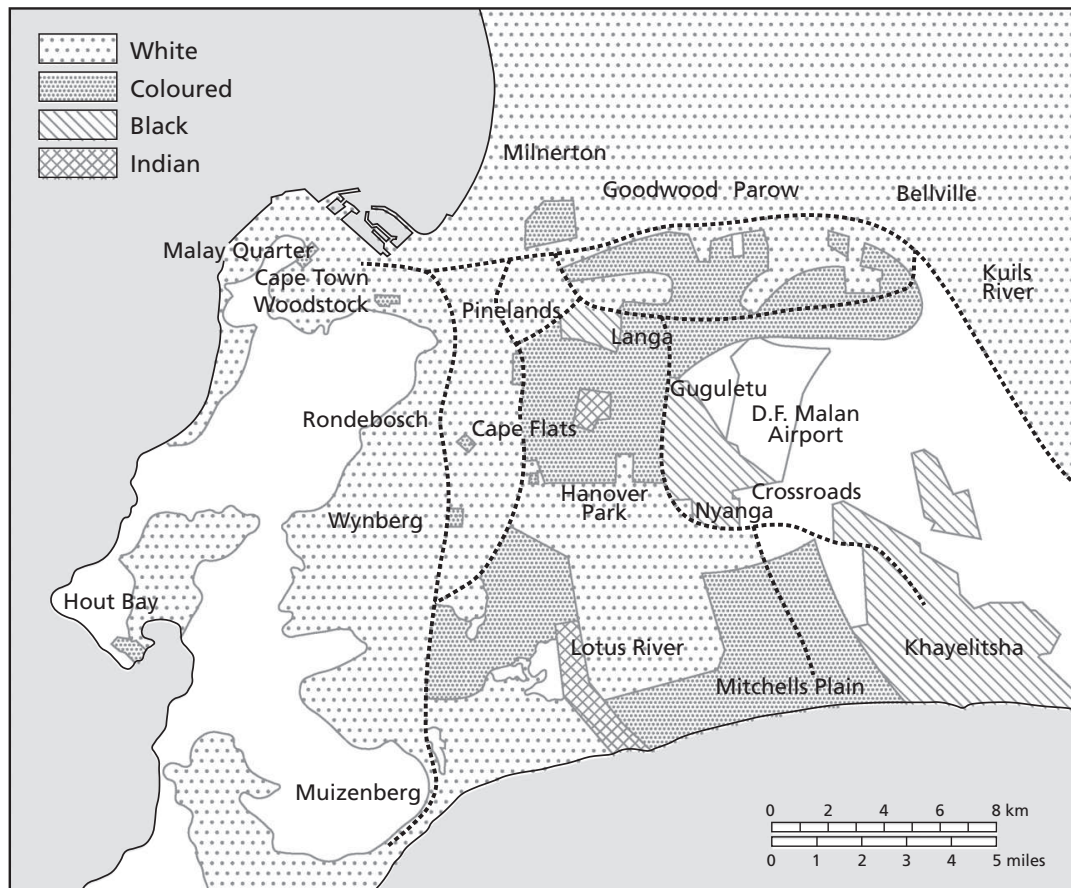 White
Coloured
Black
Indian
Milnerton
Goodwood Parow
Bellville
Malay Quarter
Cape Town
Woodstock
Kuils
River
Pinelands
Langa
Guguletu
Rondebosch
Cape Flats
D.F. Malan
Airport
Hanover
Park
Crossroads
Nyanga
Wynberg
Hout Bay
Lotus River
Khayelitsha
Mitchells Plain
Muizenberg
0 2 4 6 8 km
0 1 2 3 4 5 miles